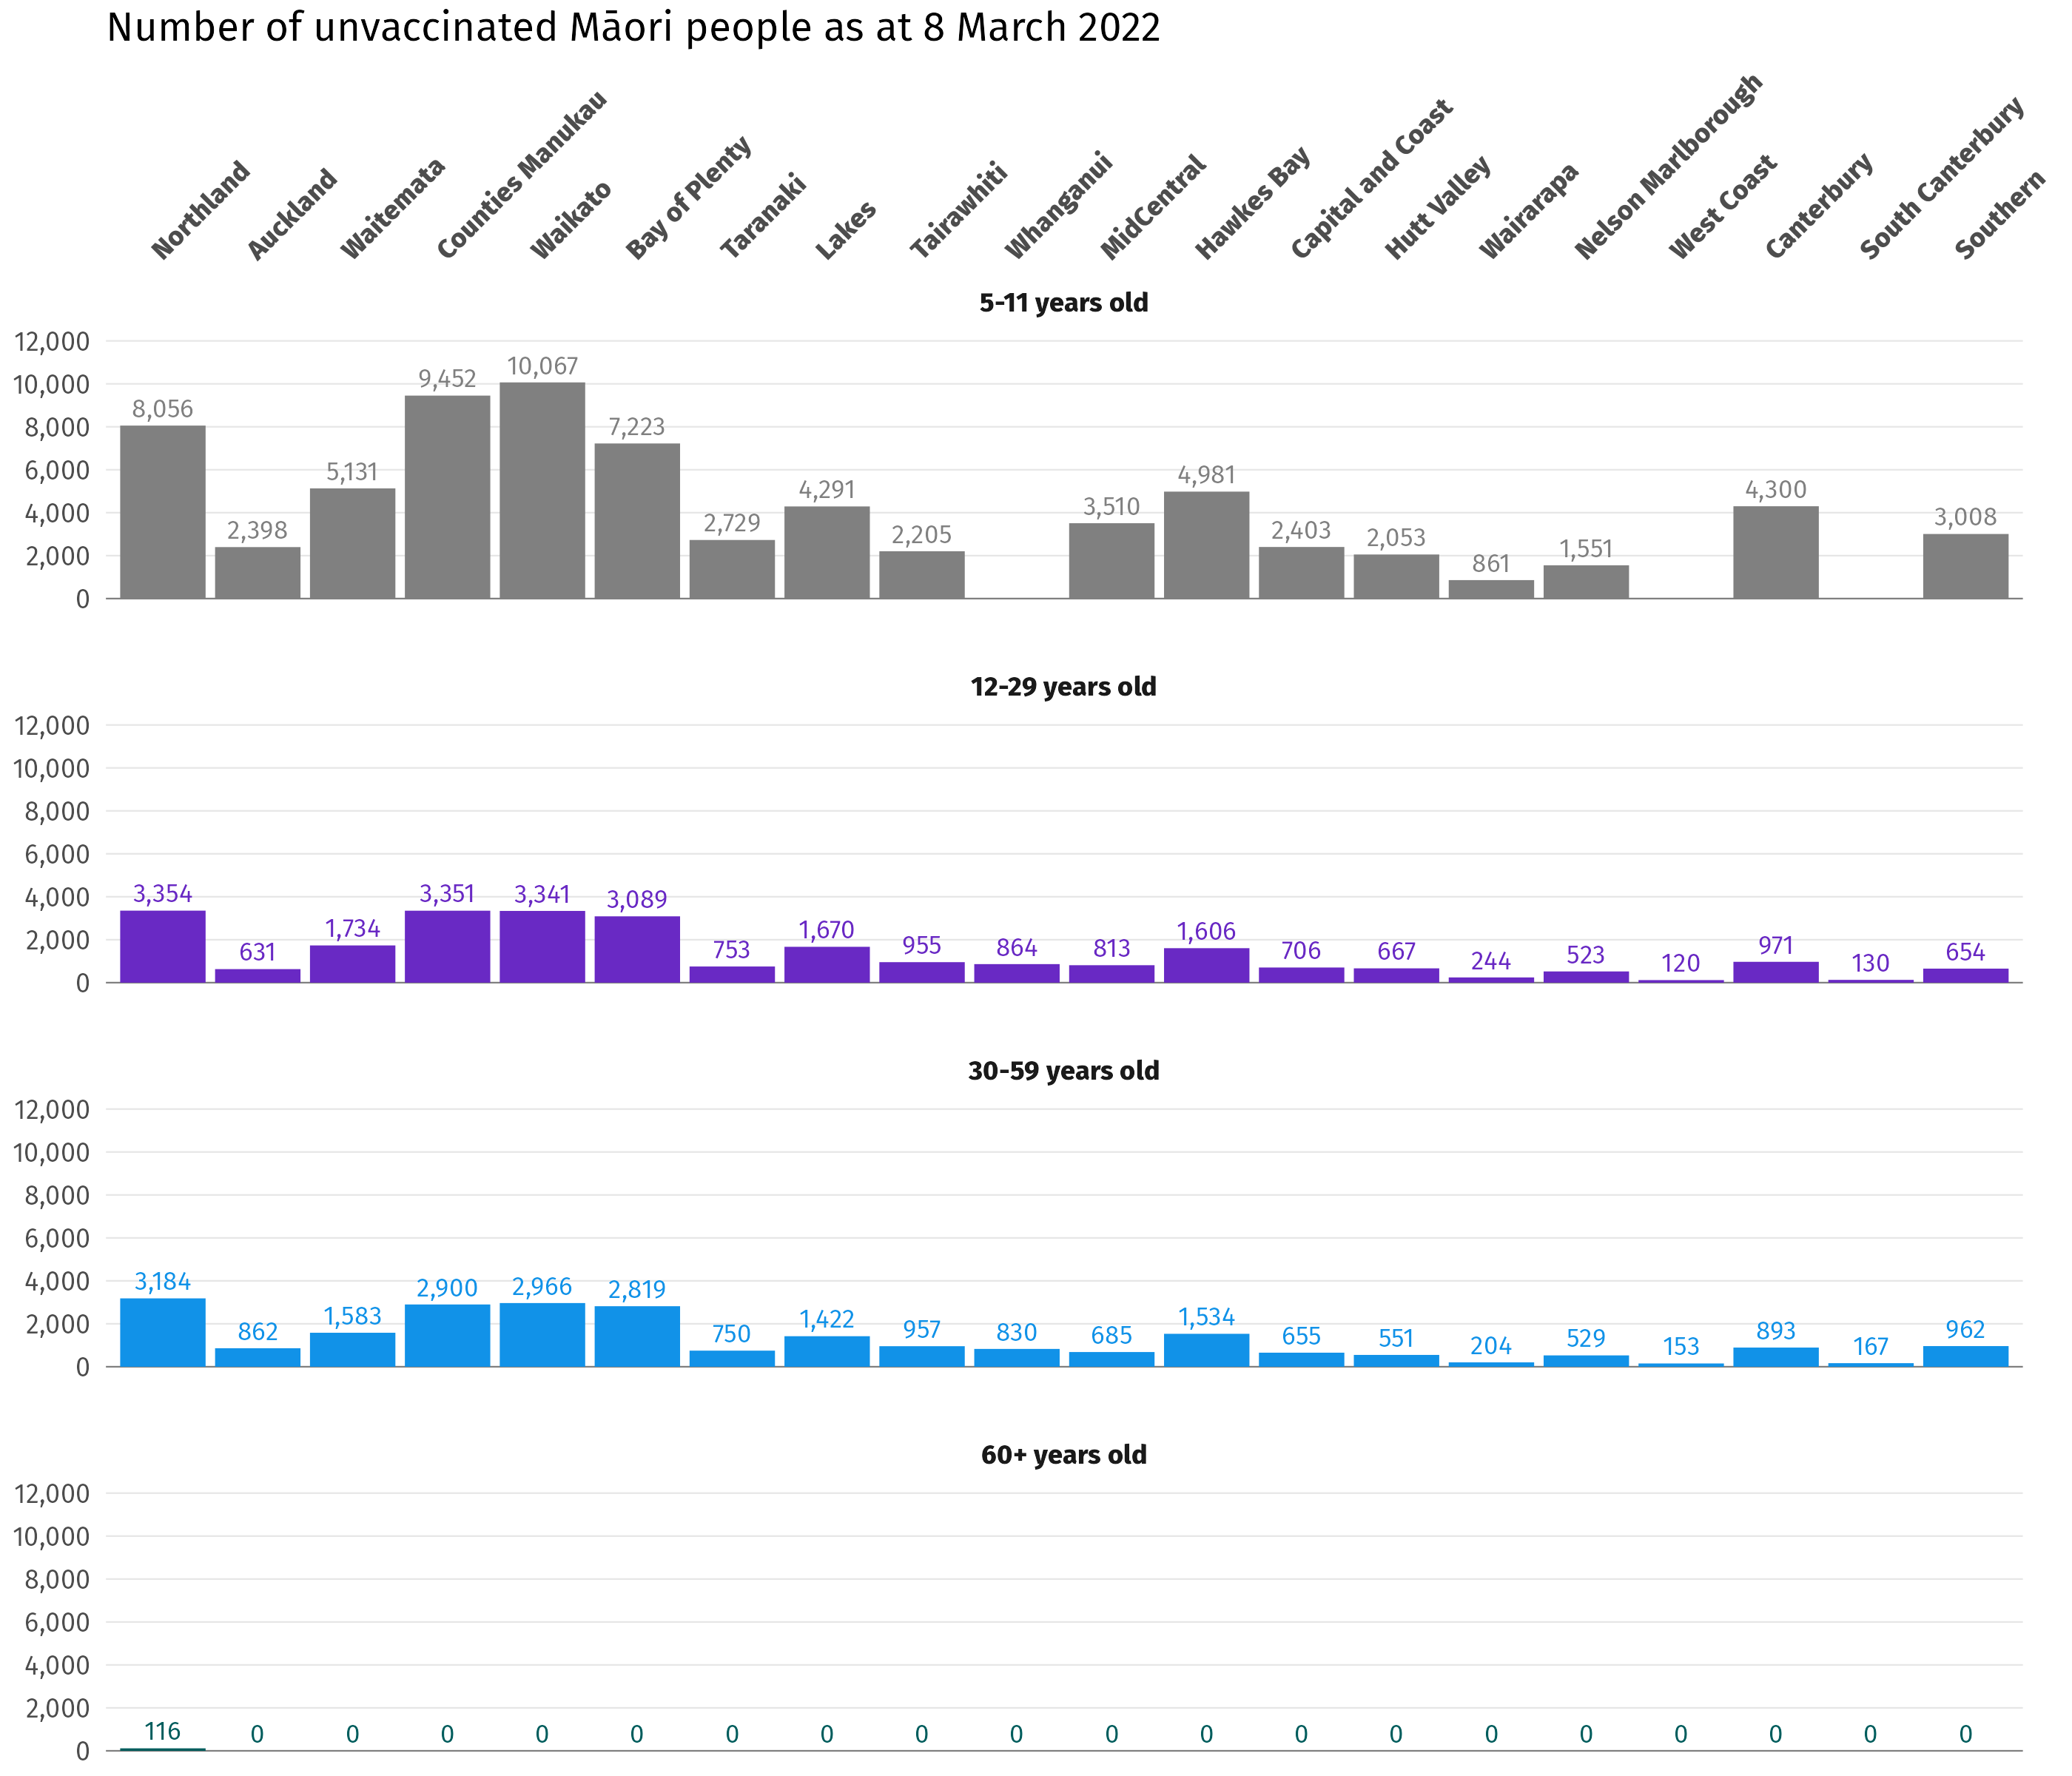 Number of unvaccinated Māori people as at 8 March 2022
Northland
Auckland
Waitemata
Counties Manukau
Waikato
Bay of Plenty
Taranaki
Lakes
Tairawhiti
Whanganui
MidCentral
Hawkes Bay
Capital and Coast
Hutt Valley
Wairarapa
Nelson Marlborough
West Coast
Canterbury
South Canterbury
Southern
5-11 years old
12,000
10,000
8,000
6,000
4,000
2,000
0
8,056 2,398 5,131 9,452 10,067 7,223 2,729 4,291 2,205 3,510 4,981 2,403 2,053 861 1,551 4,300 3,008
12-29 years old
12,000
10,000
8,000
6,000
4,000
2,000
0
3,354 631 1,734 3,351 3,341 3,089 753 1,670 955 864 813 1,606 706 667 244 523 120 971 130 654
30-59 years old
12,000
10,000
8,000
6,000
4,000
2,000
0
3,184 862 1,583 2,900 2,966 2,819 750 1,422 957 830 685 1,534 655 551 204 529 153 893 167 962
60+ years old
12,000
10,000
8,000
6,000
4,000
2,000
0
116 0 0 0 0 0 0 0 0 0 0 0 0 0 0 0 0 0 0 0